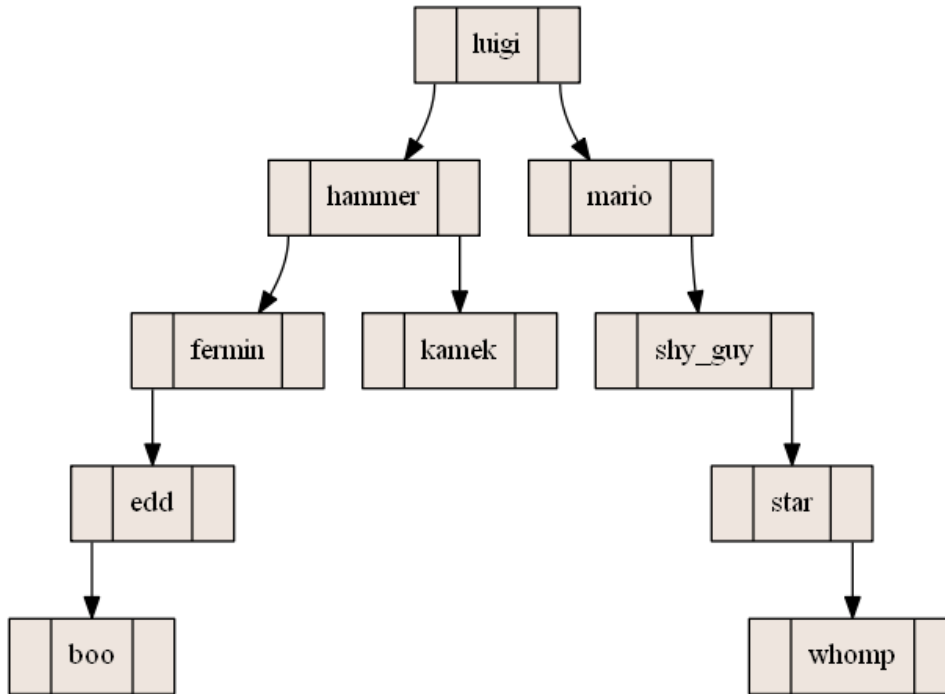 luigi
hammer
mario
fermin
kamek
shy_guy
edd
star
boo
whomp